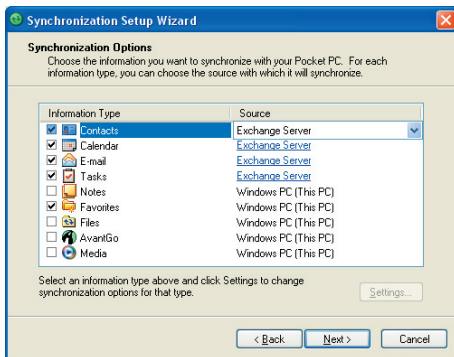 Synchronization Setup Wizard
Synchronization Options
Choose the information you want to synchronize with your Pocket PC. For each
information type, you can choose the source with which it will synchronize.
Information Type Source
Contacts Exchange Server
Calendar Exchange Server
E-mail Exchange Server
Tasks Exchange Server
Notes Windows PC (This PC)
Favorites Windows PC (This PC)
Files Windows PC (This PC)
AvantGo Windows PC (This PC)
Media Windows PC (This PC)
Select an information type above and click Settings to change
synchronization options for that type.
Settings...
< Back Next > Cancel